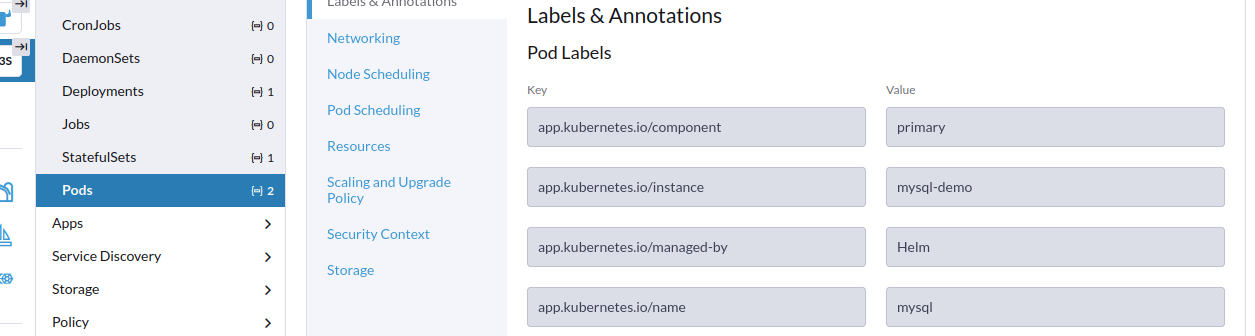 3S
CronJobs 0
DaemonSets 0
Deployments 1
Jobs 0
StatefulSets 1
Pods 2
Apps
Service Discovery
Storage
Policy
Labels & Annotations
Networking
Node Scheduling
Pod Scheduling
Resources
Scaling and Upgrade
Policy
Security Context
Storage
Labels & Annotations
Pod Labels
Key Value
app.kubernetes.io/component primary
app.kubernetes.io/instance mysql-demo
app.kubernetes.io/managed-by Helm
app.kubernetes.io/name mysql